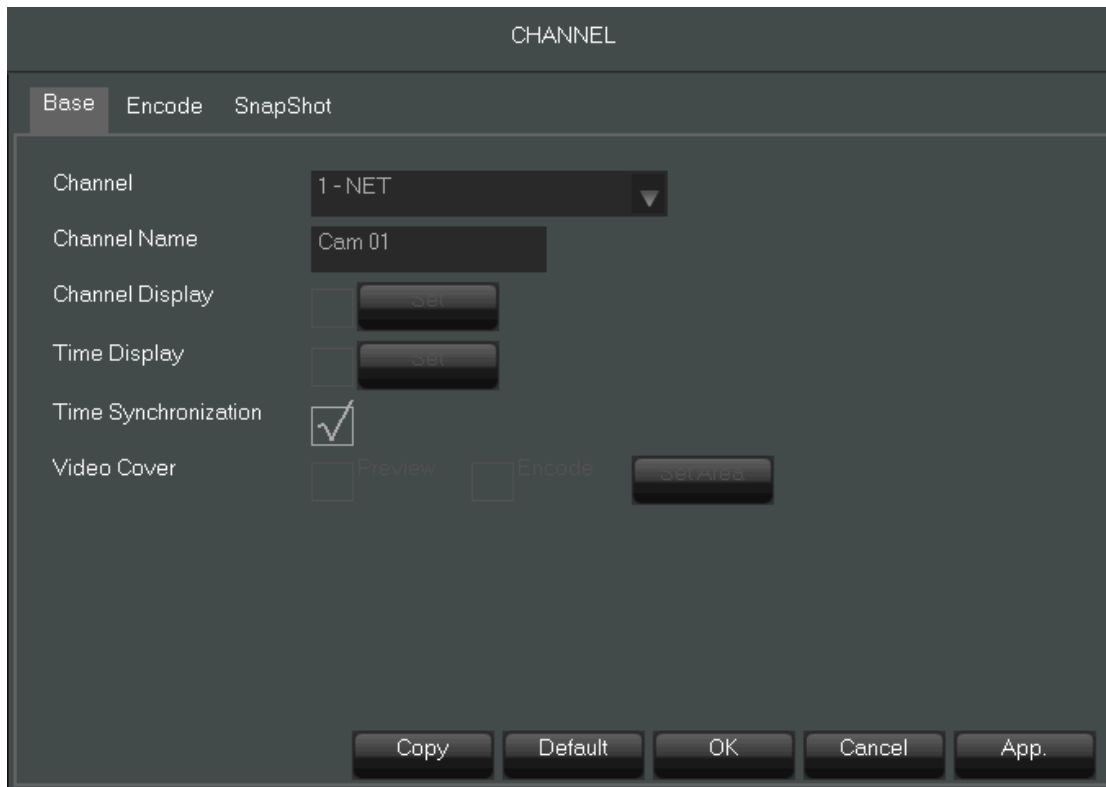 CHANNEL
Base Encode SnapShot
Channel 1 - NET
Channel Name Cam 01
Channel Display Set
Time Display Set
Time Synchronization
Video Cover Preview Encode Set Area
Copy Default OK Cancel App.